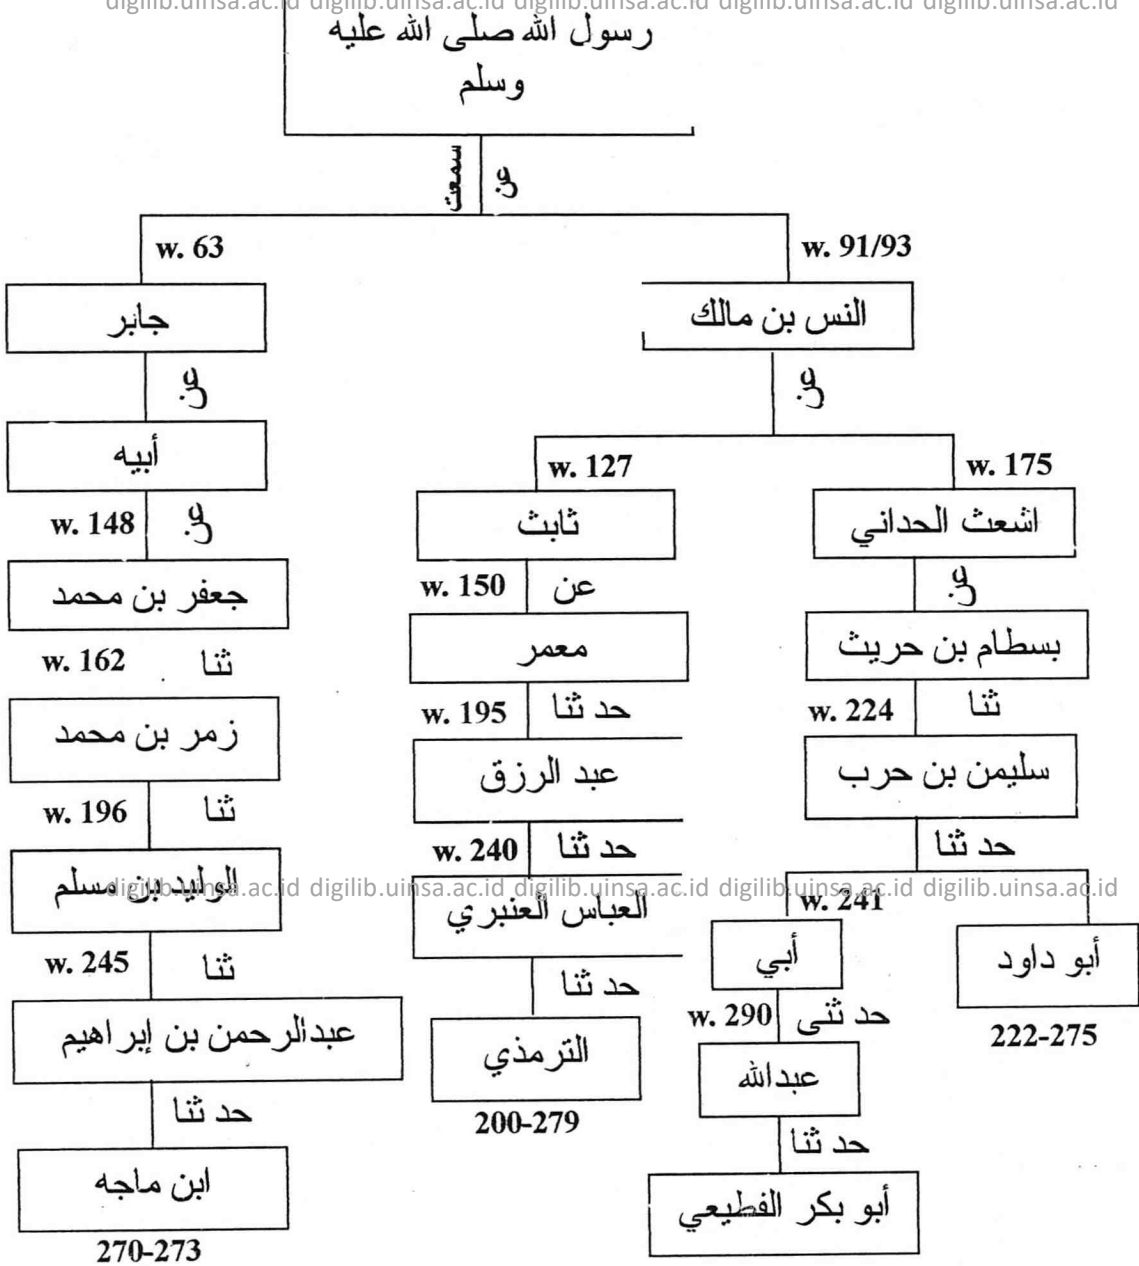 digilib.uinsa.ac.id digilib.uinsa.ac.id digilib.uinsa.ac.id digilib.uinsa.ac.id digilib.uinsa.ac.id
رسول الله صلى الله عليه
وسلم
سمعت
عن
w. 63
w. 91/93
جابر
النس بن مالك
عن
عن
أبيه
w. 127
w. 175
w. 148
عن
ثابث
اشعث الحداني
جعفر بن محمد
w. 150
عن
عن
معمر
بسطام بن حريث
w. 162
ثنا
w. 195
حد ثنا
w. 224
ثنا
زمر بن محمد
عبد الرزق
سليمن بن حرب
w. 196
ثنا
w. 240
حد ثنا
حد ثنا
الوليد بن مسلم
digilib.uinsa.ac.id digilib.uinsa.ac.id digilib.uinsa.ac.id digilib.uinsa.ac.id digilib.uinsa.ac.id
العباس العنبري
w. 241
أبي
أبو داود
w. 245
ثنا
حد ثنا
w. 290
حد ثنى
222-275
عبدالرحمن بن إبراهيم
الترمذي
عبدالله
حد ثنا
200-279
حد ثنا
ابن ماجه
أبو بكر الفطيعي
270-273